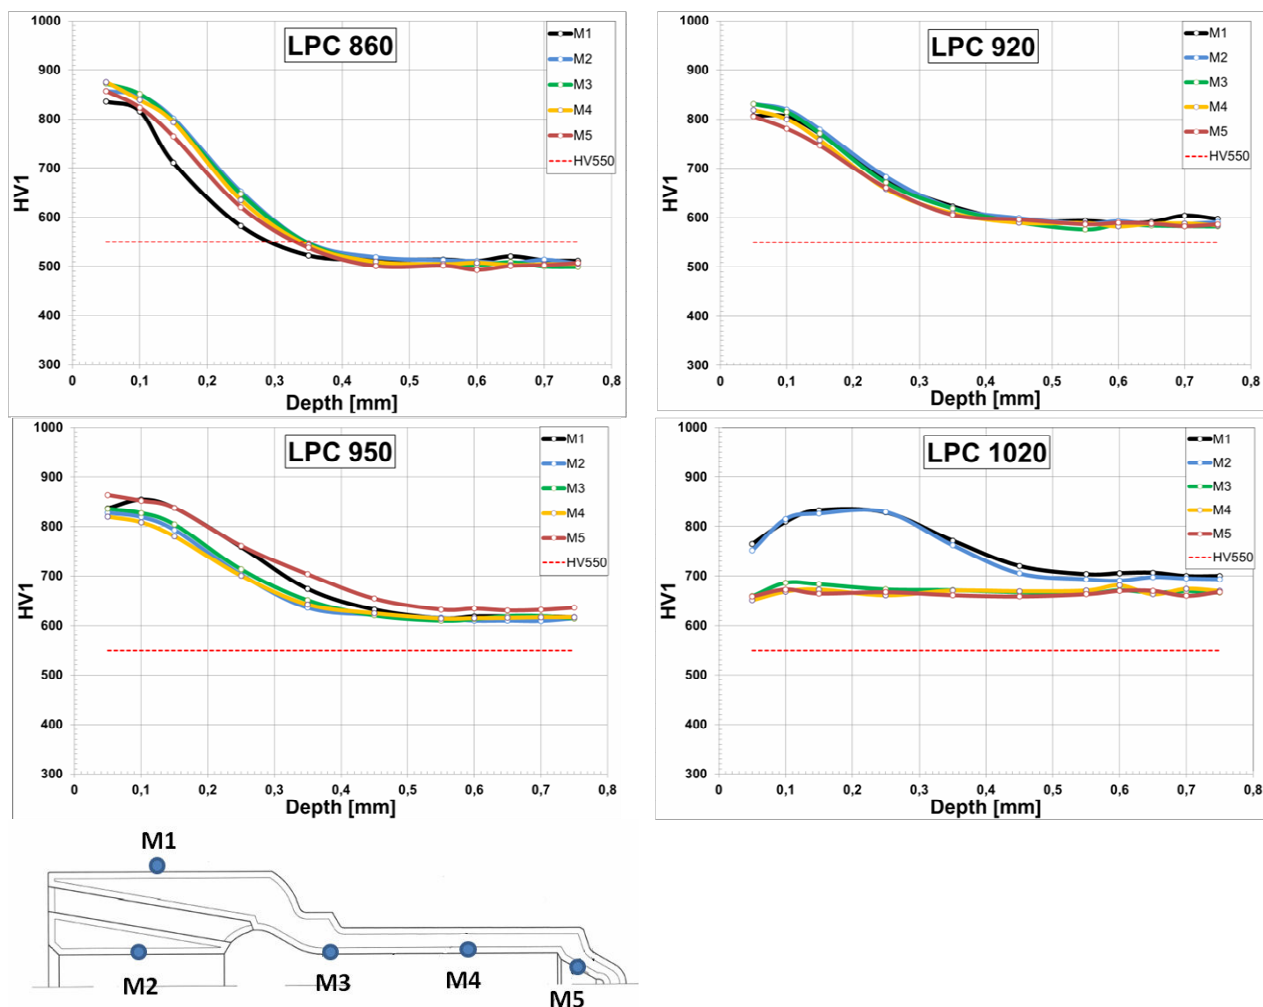 LPC 860
1000
900
800
700
600
500
400
300
HV1
0
0,1
0,2
0,3
0,4
0,5
0,6
0,7
0,8
Depth [mm]
M1
M2
M3
M4
M5
HV550
LPC 920
1000
900
800
700
600
500
400
300
HV1
0
0,1
0,2
0,3
0,4
0,5
0,6
0,7
0,8
Depth [mm]
M1
M2
M3
M4
M5
HV550
LPC 950
1000
900
800
700
600
500
400
300
HV1
0
0,1
0,2
0,3
0,4
0,5
0,6
0,7
0,8
Depth [mm]
M1
M2
M3
M4
M5
HV550
LPC 1020
1000
900
800
700
600
500
400
300
HV1
0
0,1
0,2
0,3
0,4
0,5
0,6
0,7
0,8
Depth [mm]
M1
M2
M3
M4
M5
HV550
M1
M2
M3
M4
M5